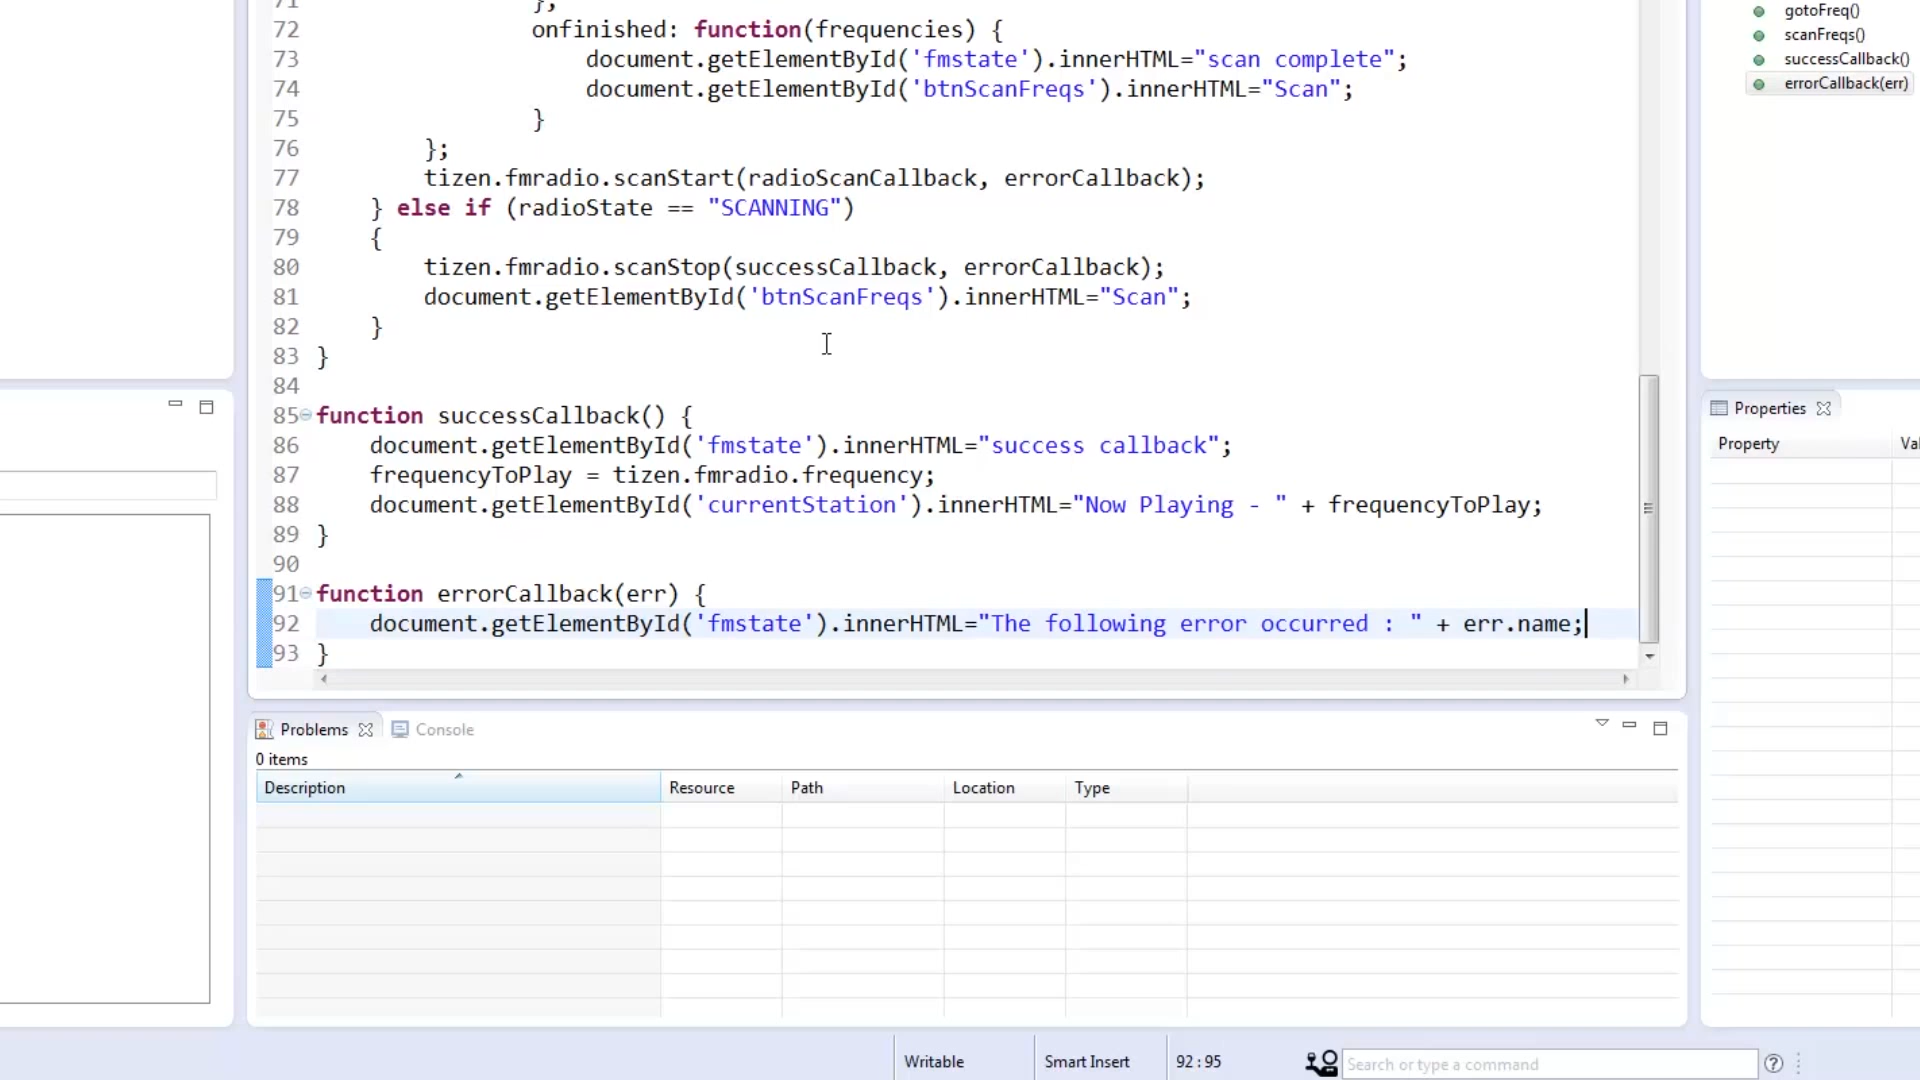 71 },
72 onfinished: function(frequencies) {
73 document.getElementById('fmstate').innerHTML="scan complete";
74 document.getElementById('btnScanFreqs').innerHTML="Scan";
75 }
76 };
77 tizen.fmradio.scanStart(radioScanCallback, errorCallback);
78 } else if (radioState == "SCANNING")
79 {
80 tizen.fmradio.scanStop(successCallback, errorCallback);
81 document.getElementById('btnScanFreqs').innerHTML="Scan";
82 }
83 }
84
85 function successCallback() {
86 document.getElementById('fmstate').innerHTML="success callback";
87 frequencyToPlay = tizen.fmradio.frequency;
88 document.getElementById('currentStation').innerHTML="Now Playing - " + frequencyToPlay;
89 }
90
91 function errorCallback(err) {
92 document.getElementById('fmstate').innerHTML="The following error occurred : " + err.name;
93 }
gotoFreq()
scanFreqs()
successCallback()
errorCallback(err)
Properties
Property
Problems Console
0 items
Description Resource Path Location Type
Writable Smart Insert 92 : 95 Search or type a command